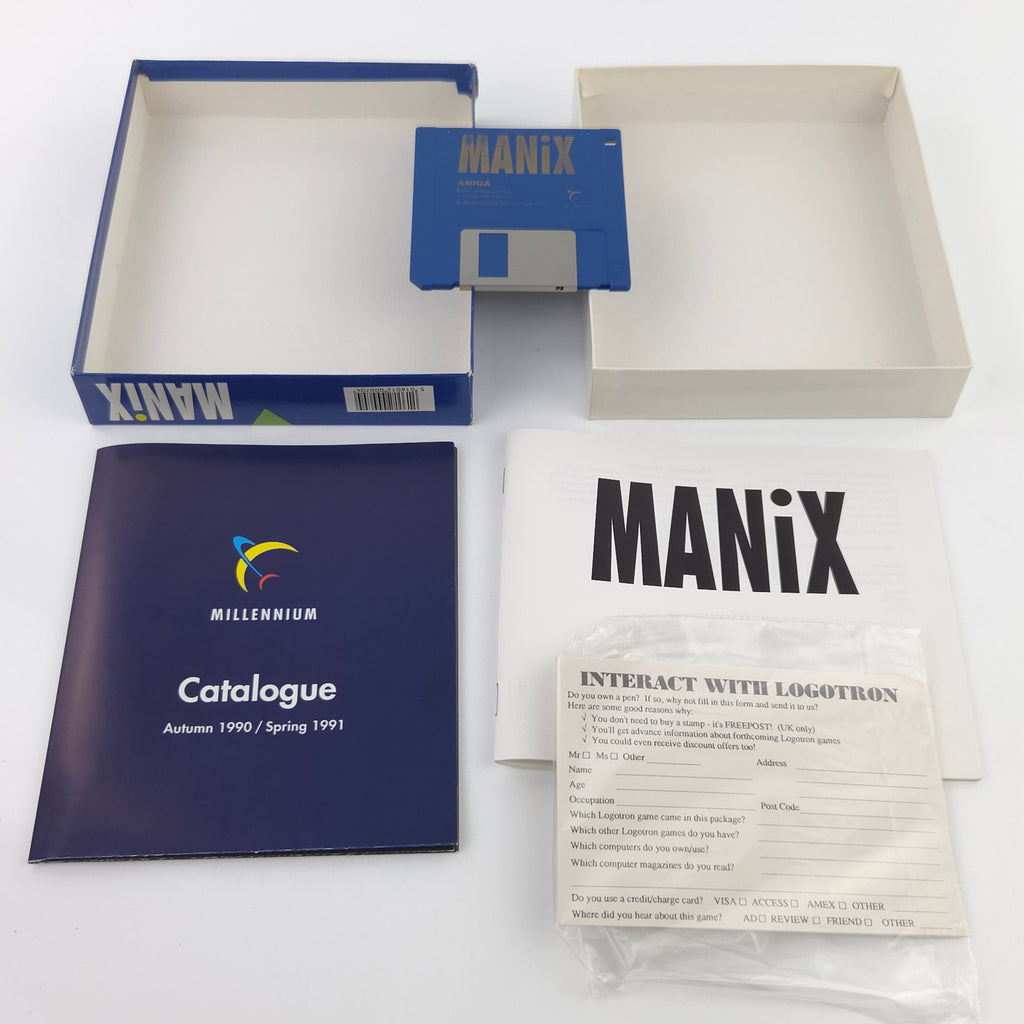 MANiX
AMIGA
MANiX
5 016012 000704
MILLENNIUM
Catalogue
Autumn 1990 / Spring 1991
MANiX
INTERACT WITH LOGOTRON
Do you own a pen? If so, why not fill in this form and send it to us?
Here are some good reasons why:
√ You don't need to buy a stamp - it's FREEPOST! (UK only)
√ You'll get advance information about forthcoming Logotron games
√ You could even receive discount offers too!
Mr □ Ms □ Other
Address
Name
Age
Occupation
Post Code
Which Logotron game came in this package?
Which other Logotron games do you have?
Which computers do you own/use?
Which computer magazines do you read?
Do you use a credit/charge card? VISA □ ACCESS □ AMEX □ OTHER
Where did you hear about this game? AD □ REVIEW □ FRIEND □ OTHER